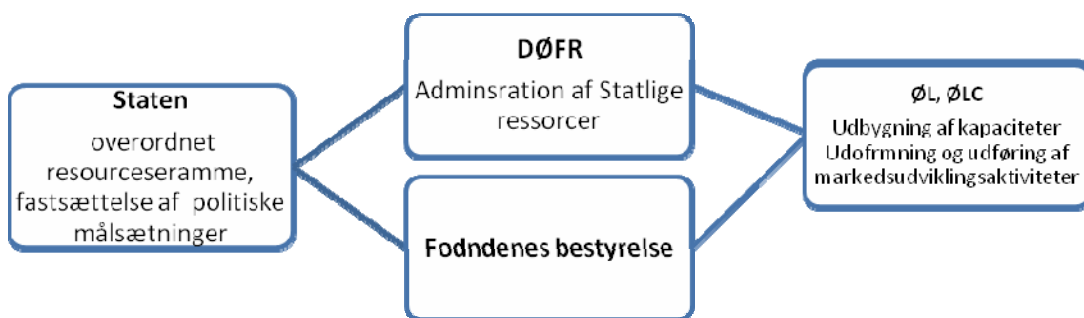 Staten
overordnet
resourceseramme,
fastsættelse af politiske
målsætninger
DØFR
Adminsration af Statlige
ressorcer
Fodndenes bestyrelse
ØL, ØLC
Udbygning af kapaciteter
Udofrmning og udføring af
markedsudviklingsaktiviteter